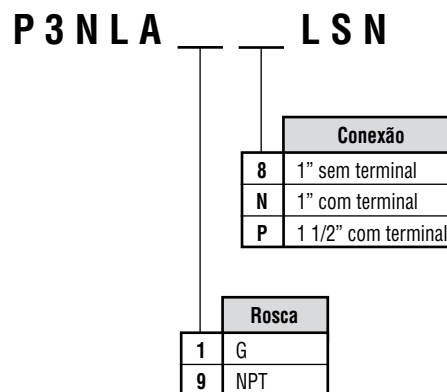 P3NLA __ __ LSN
Conexão
8 1” sem terminal
N 1” com terminal
P 1 1/2” com terminal
Rosca
1 G
9 NPT